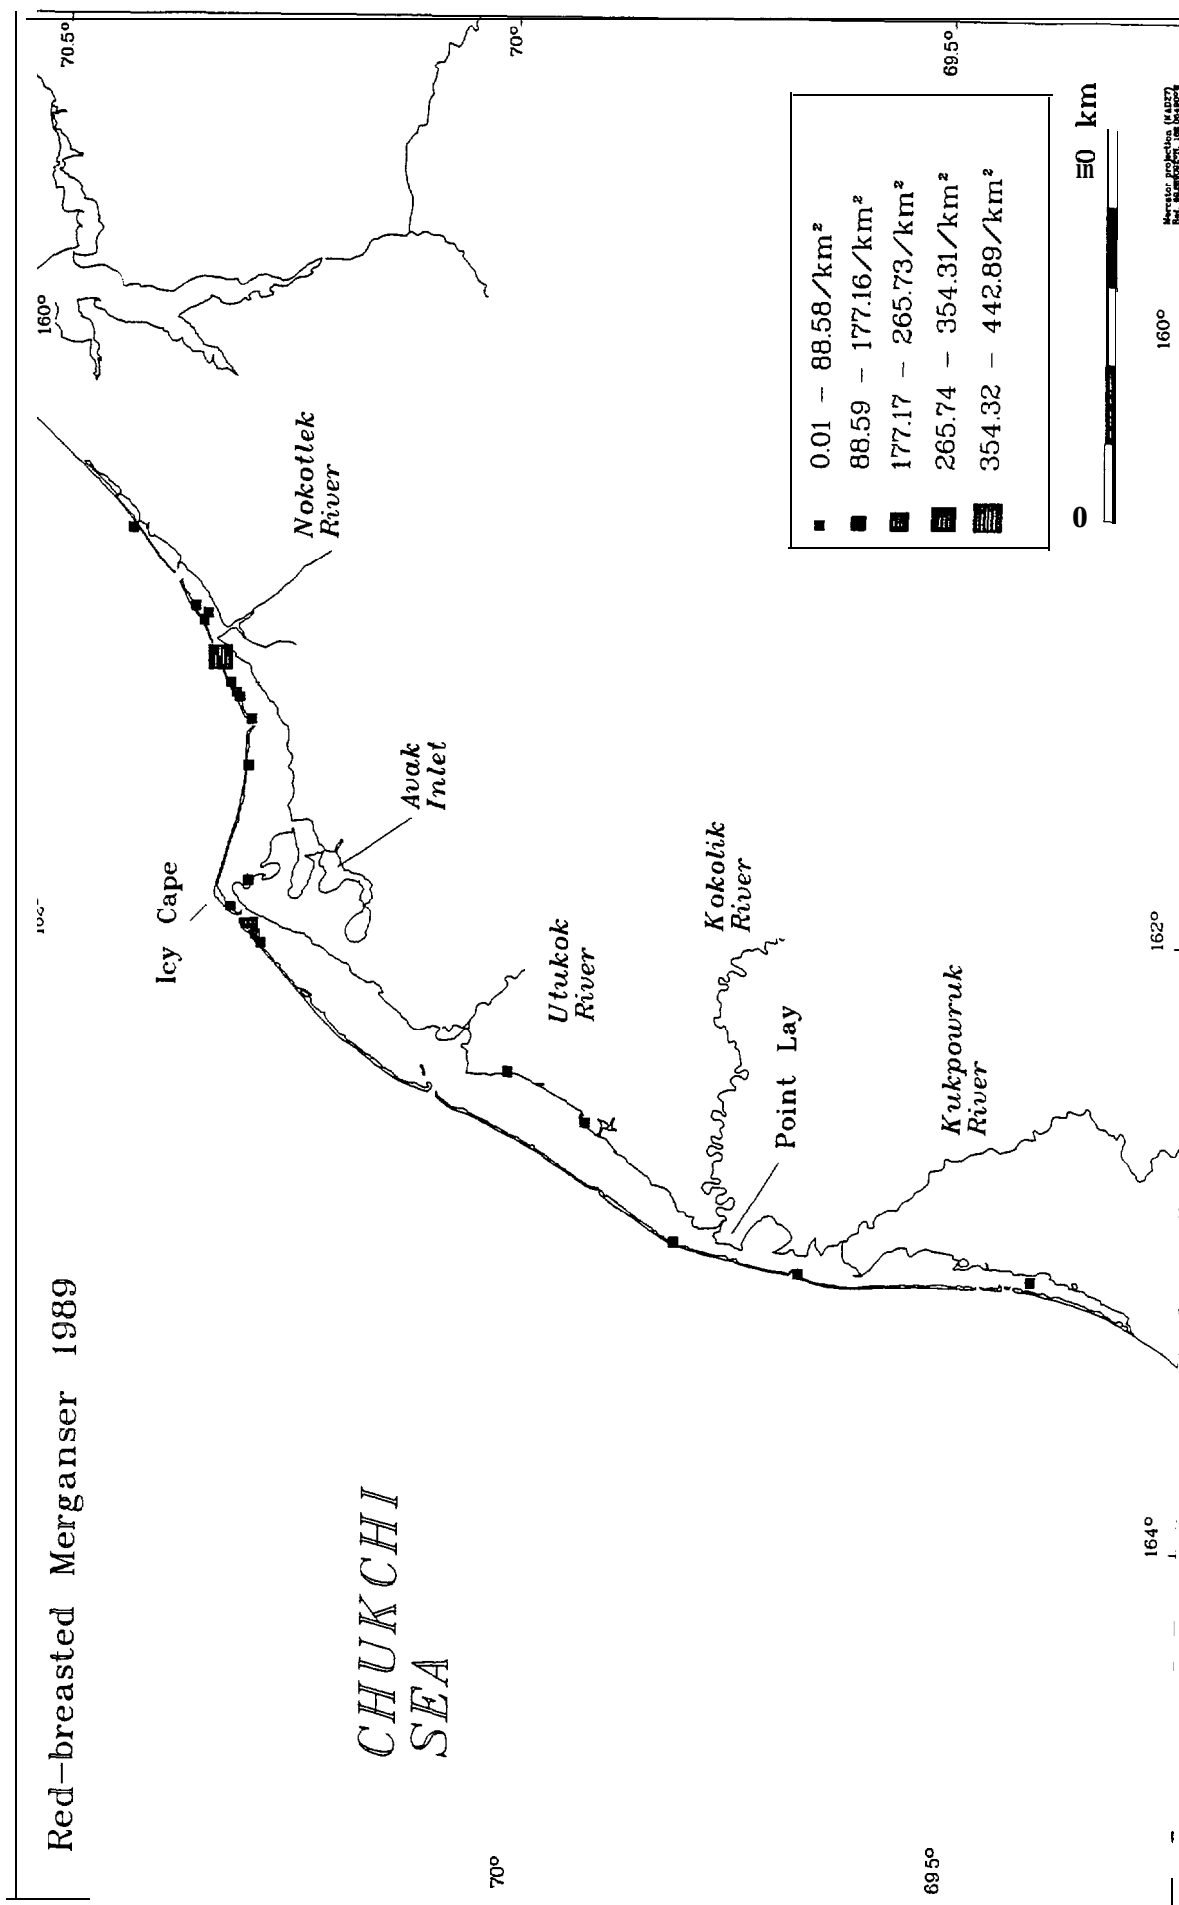 Red-breasted Merganser 1989
70.5°
70°
69.5°
160°
Nokotlek
River
Icy Cape
Avak
Inlet
Utukok
River
Kokolik
River
Point Lay
Kukpowruk
River
CHUKCHI
SEA
0.01 - 88.58/km²
88.59 - 177.16/km²
177.17 - 265.73/km²
265.74 - 354.31/km²
354.32 - 442.89/km²
0
km
Mercator projection (NAD27)
160°
162°
164°
70°
69.5°